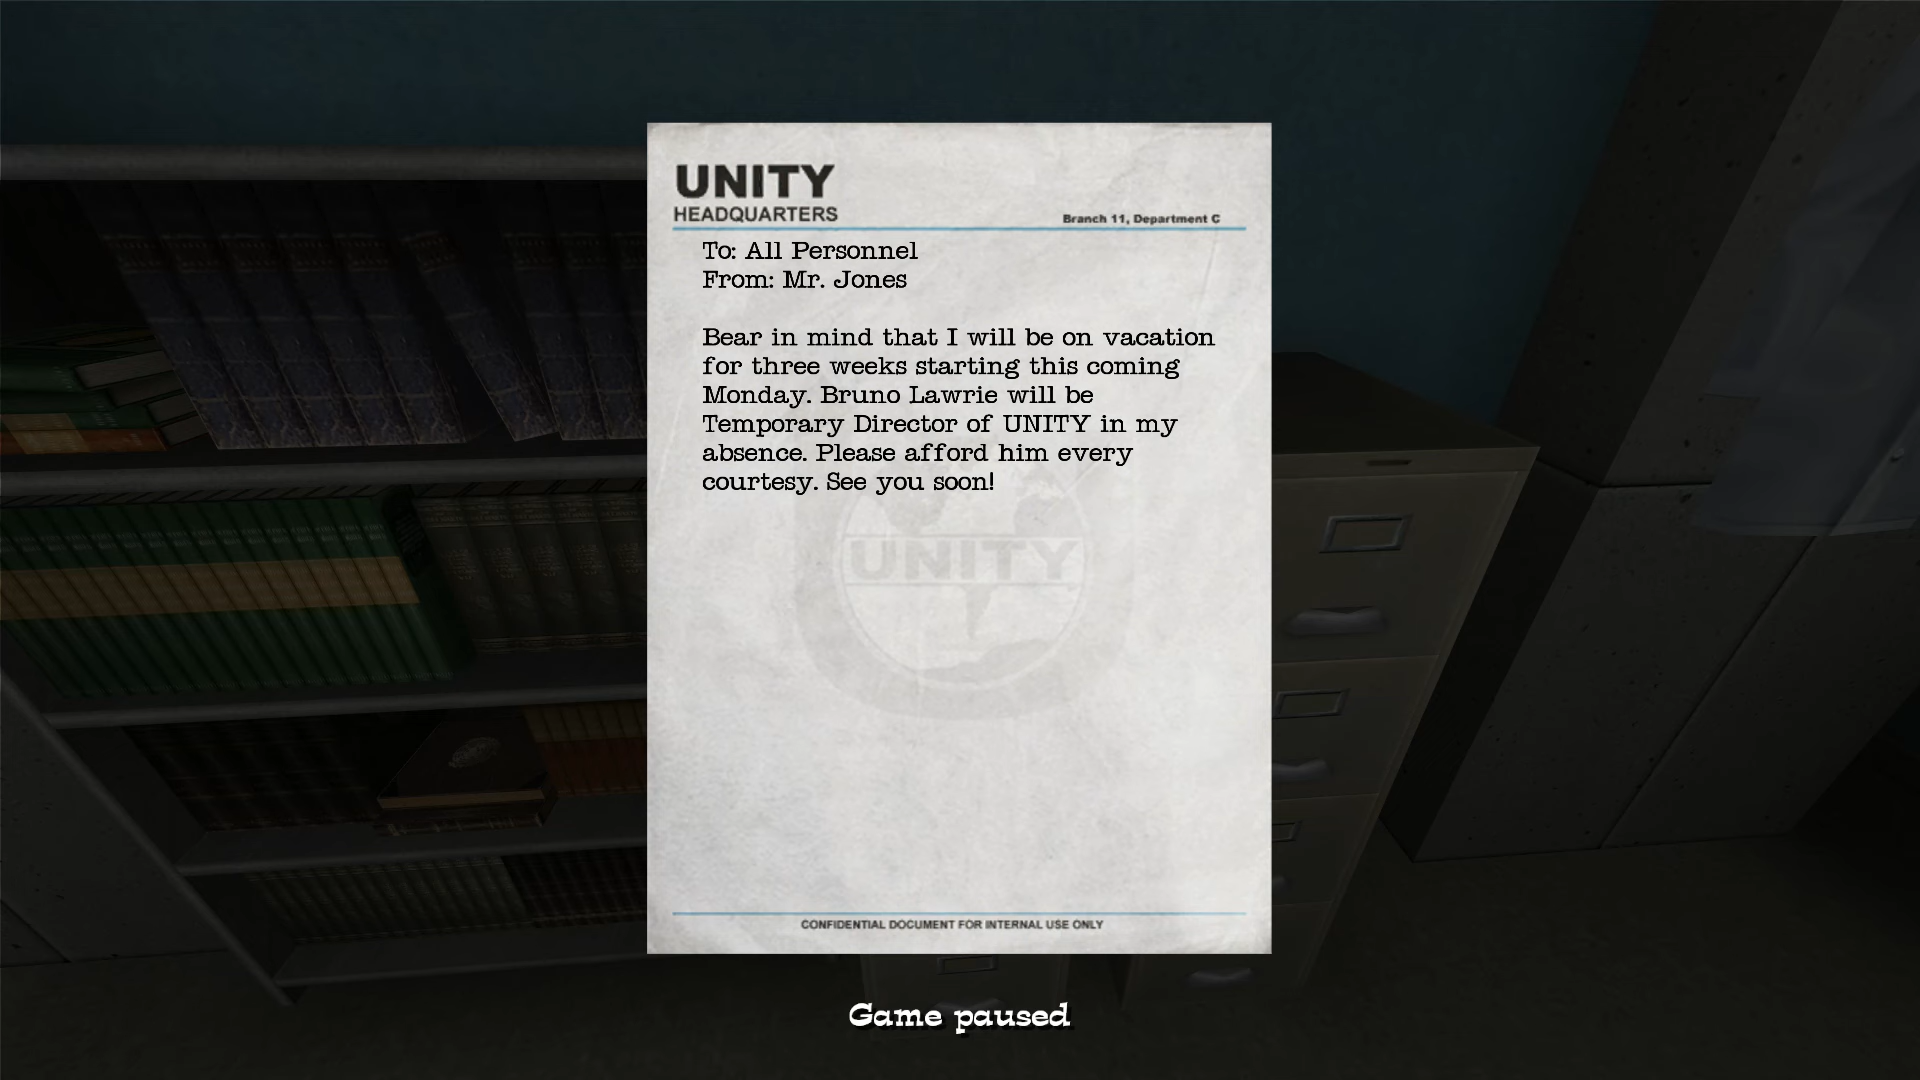 UNITY
HEADQUARTERS
Branch 11, Department C
To: All Personnel
From: Mr. Jones
Bear in mind that I will be on vacation
for three weeks starting this coming
Monday. Bruno Lawrie will be
Temporary Director of UNITY in my
absence. Please afford him every
courtesy. See you soon!
UNITY
CONFIDENTIAL DOCUMENT FOR INTERNAL USE ONLY
Game paused